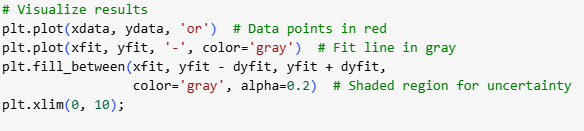 # Visualize results
plt.plot(xdata, ydata, 'or')  # Data points in red
plt.plot(xfit, yfit, '-', color='gray')  # Fit line in gray
plt.fill_between(xfit, yfit - dyfit, yfit + dyfit,
                 color='gray', alpha=0.2)  # Shaded region for uncertainty
plt.xlim(0, 10);